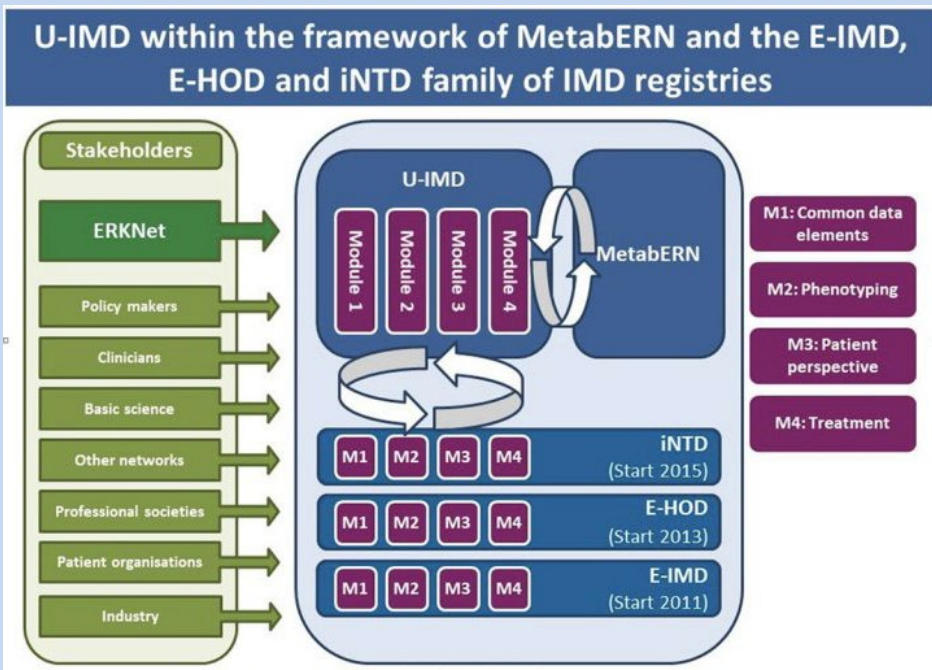 U-IMD within the framework of MetabERN and the E-IMD,
E-HOD and iNTD family of IMD registries
Stakeholders
ERKNet
Policy makers
Clinicians
Basic science
Other networks
Professional societies
Patient organisations
Industry
U-IMD
Module 1
Module 2
Module 3
Module 4
MetabERN
iNTD
(Start 2015)
M1 M2 M3 M4
E-HOD
(Start 2013)
M1 M2 M3 M4
E-IMD
(Start 2011)
M1 M2 M3 M4
M1: Common data
elements
M2: Phenotyping
M3: Patient
perspective
M4: Treatment